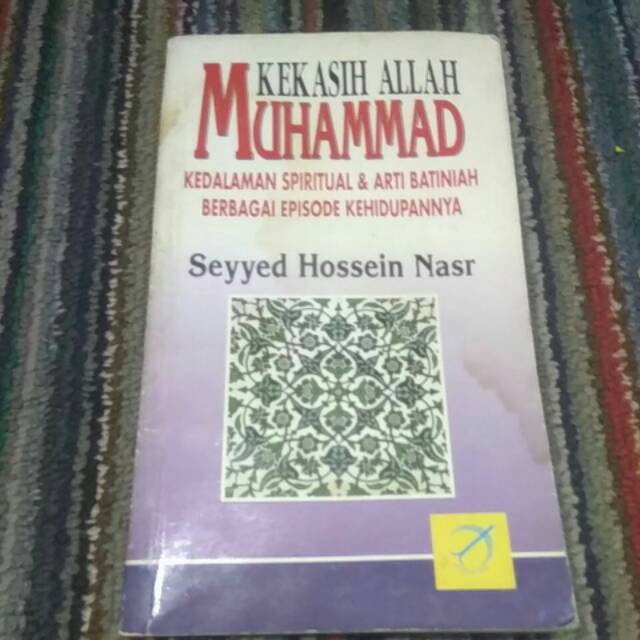 KEKASIH ALLAH
MUHAMMAD
KEDALAMAN SPIRITUAL & ARTI BATINIAH
BERBAGAI EPISODE KEHIDUPANNYA
Seyyed Hossein Nasr